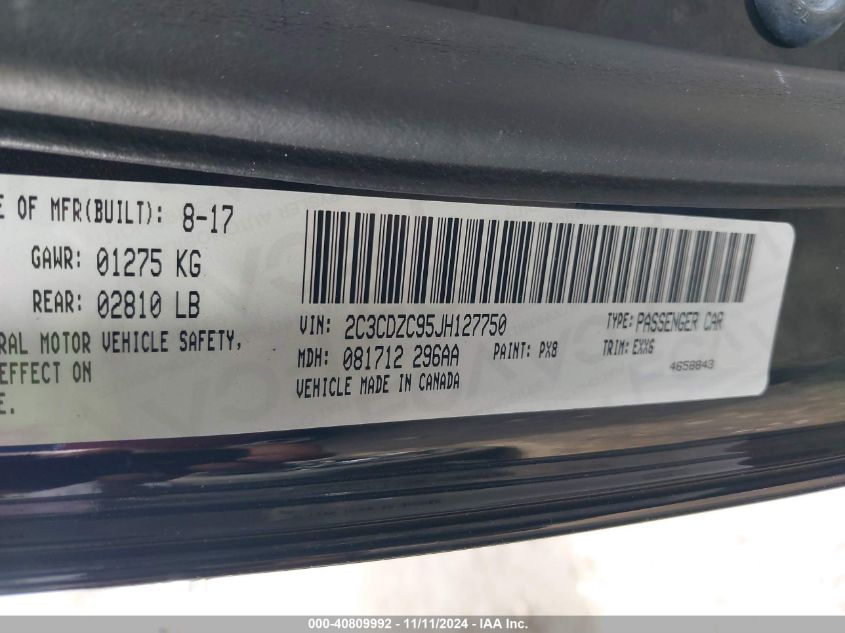 E OF MFR(BUILT): 8-17
GAWR: 01275 KG
REAR: 02810 LB
RAL MOTOR VEHICLE SAFETY,
EFFECT ON
E.
VIN: 2C3CDZC95JH127750
TYPE: PASSENGER CAR
MDH: 081712 296AA
PAINT: PX8
TRIM: EXX6
VEHICLE MADE IN CANADA
4658843
000-40809992 - 11/11/2024 - IAA Inc.